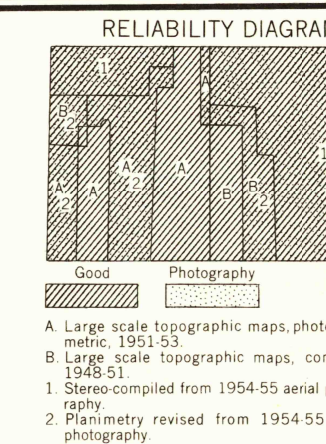 RELIABILITY DIAGRA
1
A
B
2
1
A
2
A
A
2
A
B
B
2
Good Photography
A. Large scale topographic maps, phot
metric, 1951-53.
B. Large scale topographic maps, co
1948-51.
1. Stereo-compiled from 1954-55 aerial
raphy.
2. Planimetry revised from 1954-55
photography.